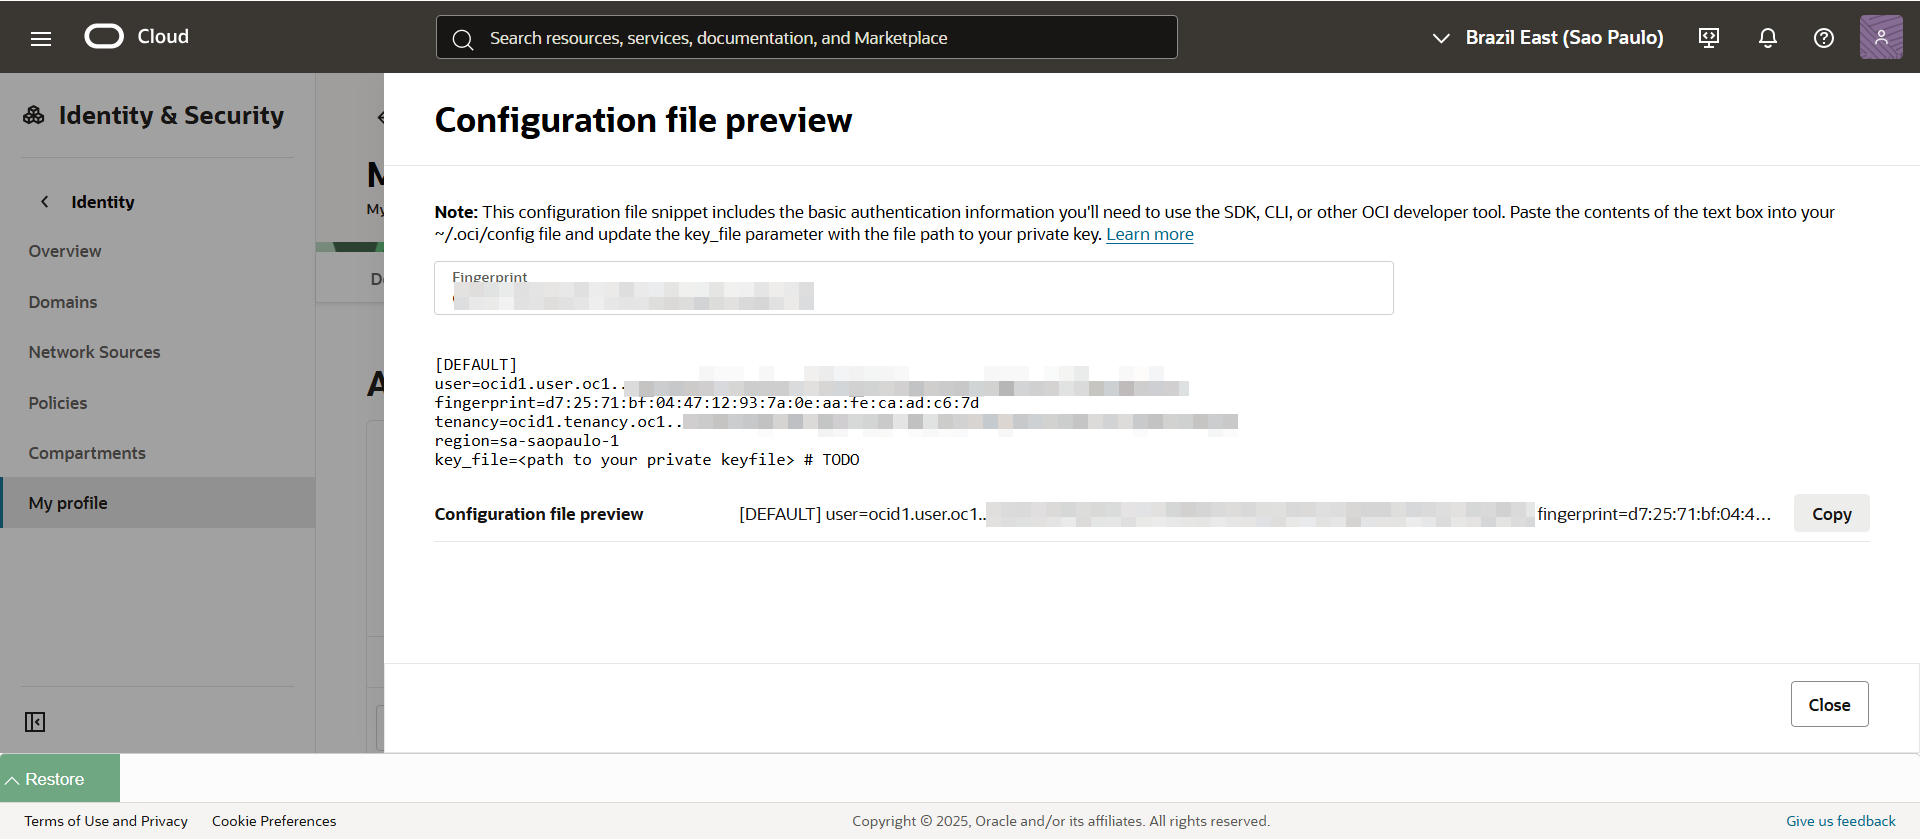 Cloud
Search resources, services, documentation, and Marketplace
Brazil East (Sao Paulo)
Identity & Security
Identity
Overview
Domains
Network Sources
Policies
Compartments
My profile
My
Configuration file preview
Note: This configuration file snippet includes the basic authentication information you'll need to use the SDK, CLI, or other OCI developer tool. Paste the contents of the text box into your
~/.oci/config file and update the key_file parameter with the file path to your private key. Learn more
Fingerprint
[DEFAULT]
user=ocid1.user.oc1..
fingerprint=d7:25:71:bf:04:47:12:93:7a:0e:aa:fe:ca:ad:c6:7d
tenancy=ocid1.tenancy.oc1..
region=sa-saopaulo-1
key_file=<path to your private keyfile> # TODO
Configuration file preview
[DEFAULT] user=ocid1.user.oc1.. fingerprint=d7:25:71:bf:04:4...
Copy
Close
Restore
Terms of Use and Privacy
Cookie Preferences
Copyright © 2025, Oracle and/or its affiliates. All rights reserved.
Give us feedback